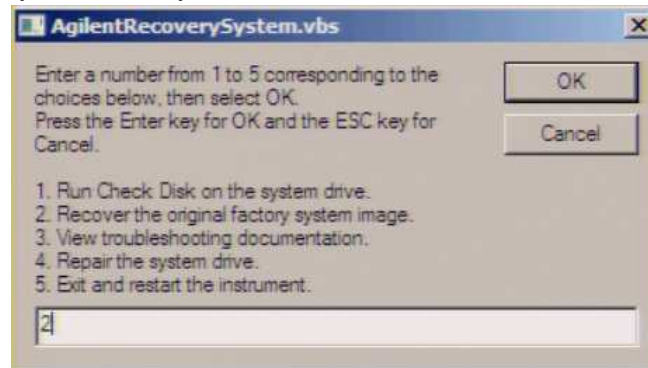 AgilentRecoverySystem.vbs
Enter a number from 1 to 5 corresponding to the
choices below, then select OK.
Press the Enter key for OK and the ESC key for
Cancel.
OK
Cancel
1. Run Check Disk on the system drive.
2. Recover the original factory system image.
3. View troubleshooting documentation.
4. Repair the system drive.
5. Exit and restart the instrument.
2